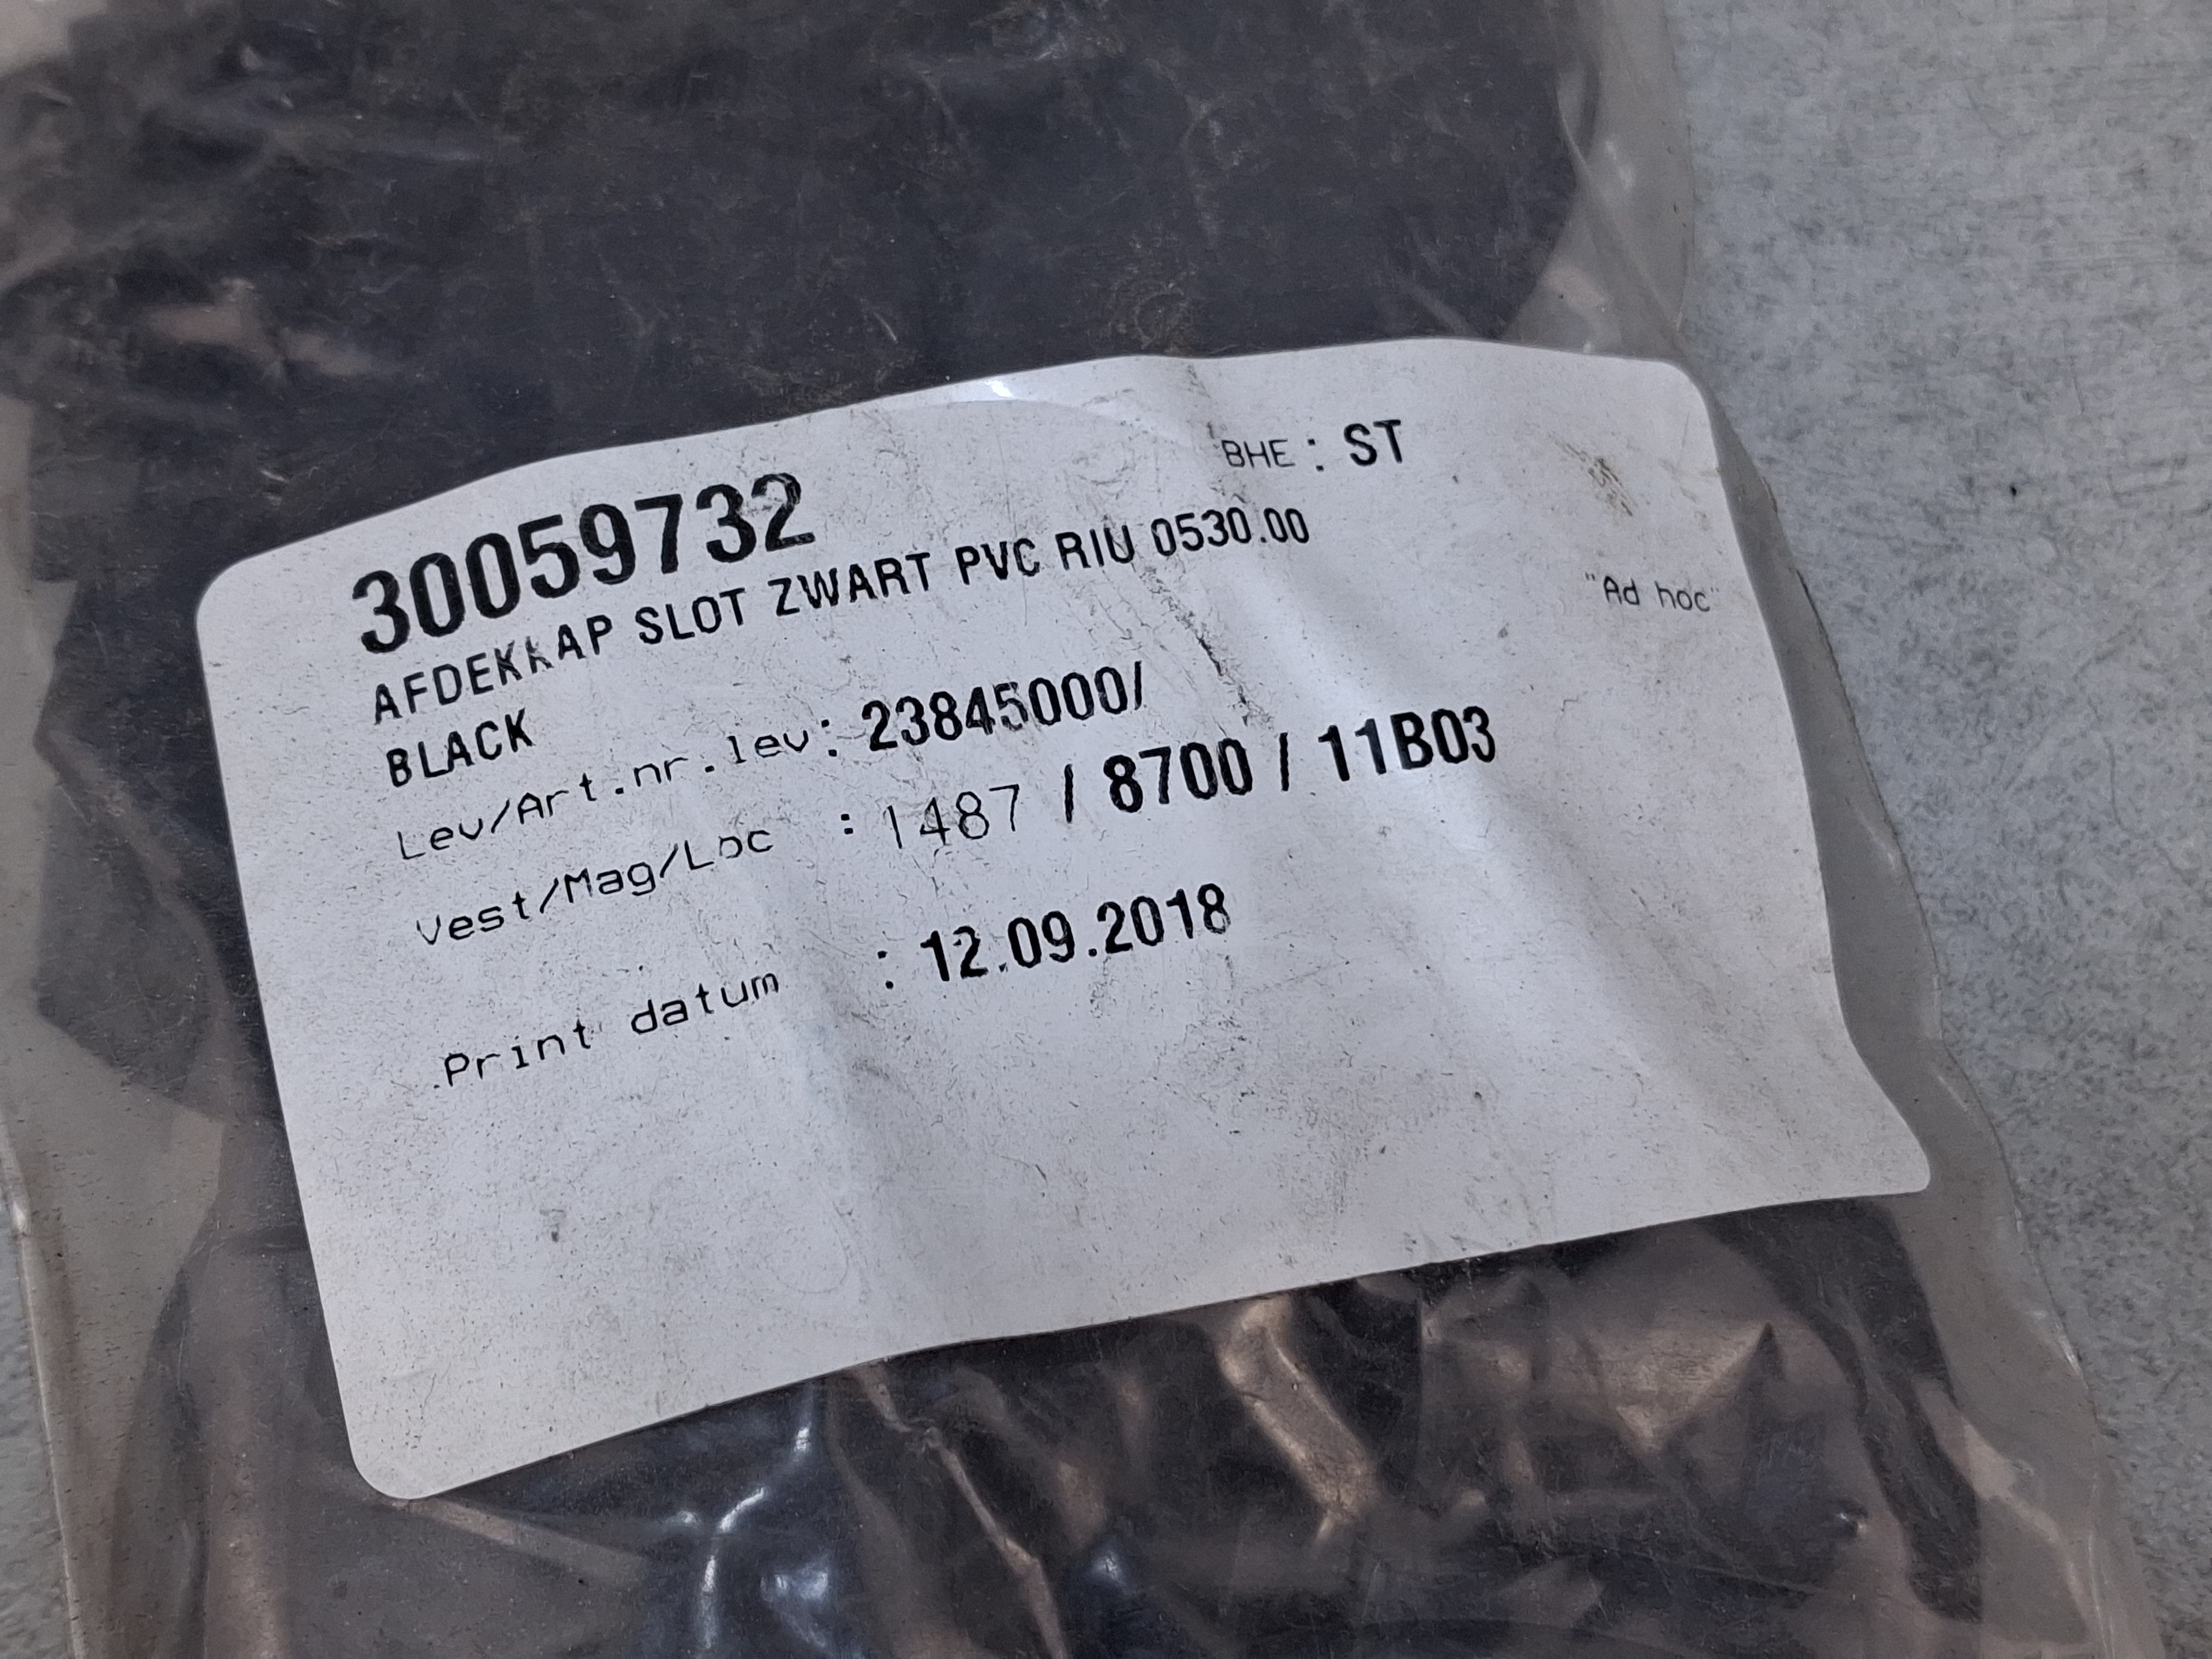 BHE : ST
30059732
AFDEKKAP SLOT ZWART PVC RIU 0530.00
BLACK
"Ad hoc"
Lev/Art.nr.lev: 23845000/
Vest/Mag/Loc : 1487 / 8700 / 11B03
Print datum : 12.09.2018